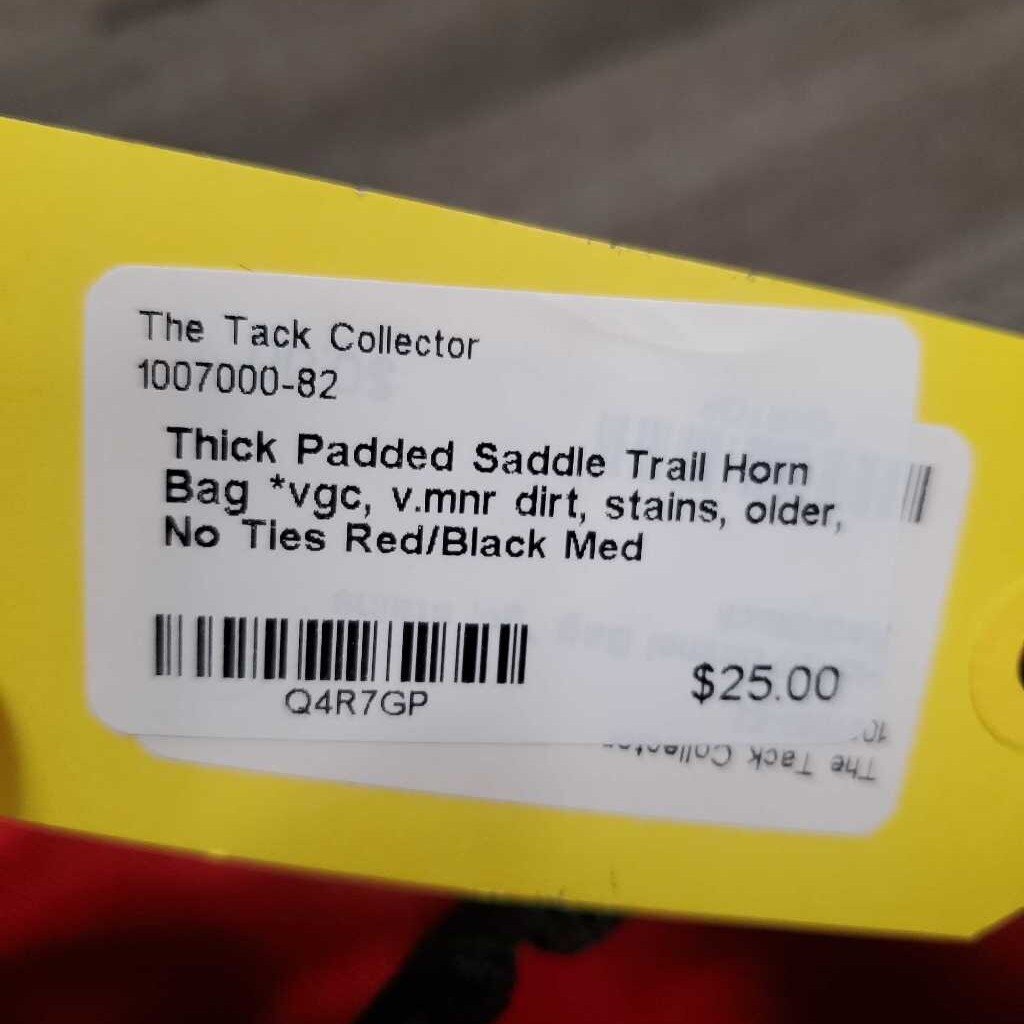 The Tack Collector
1007000-82
Thick Padded Saddle Trail Horn
Bag *vgc, v.mnr dirt, stains, older,
No Ties Red/Black Med
Q4R7GP
$25.00
The Tack Collector